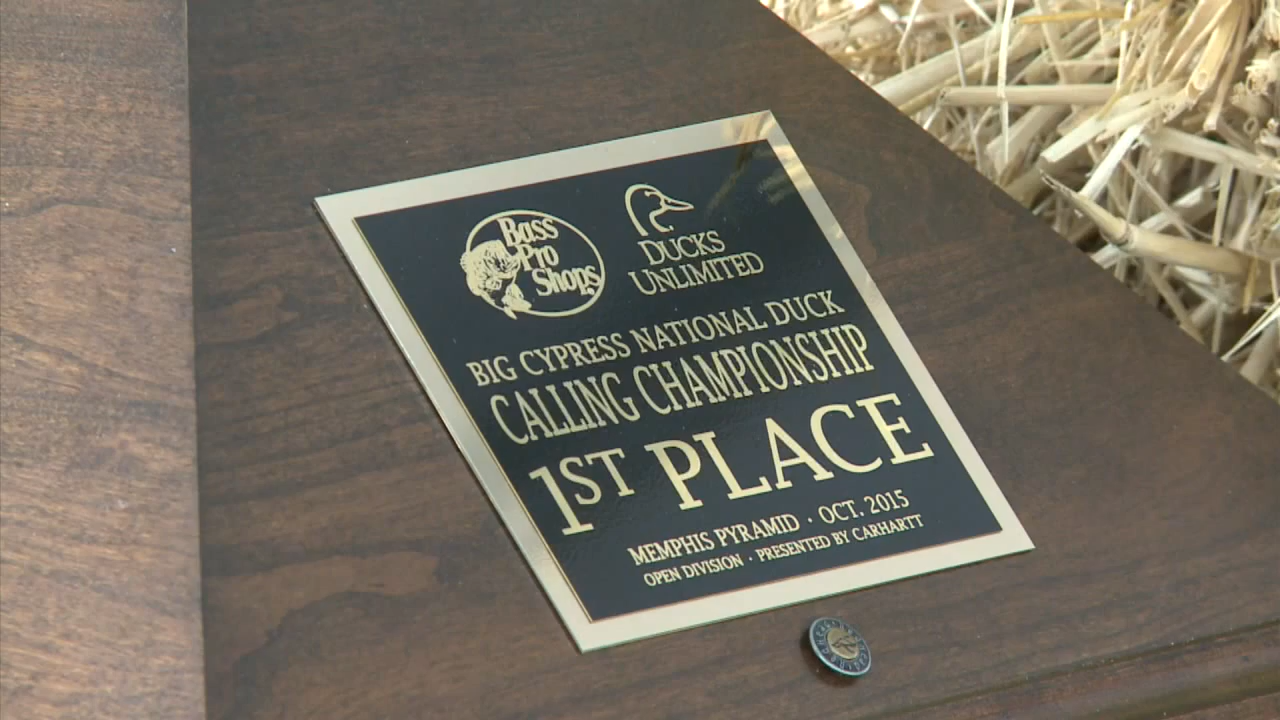 Bass
Pro
Shops
DUCKS
UNLIMITED
BIG CYPRESS NATIONAL DUCK
CALLING CHAMPIONSHIP
1ST PLACE
MEMPHIS PYRAMID · OCT. 2015
OPEN DIVISION · PRESENTED BY CARHARTT